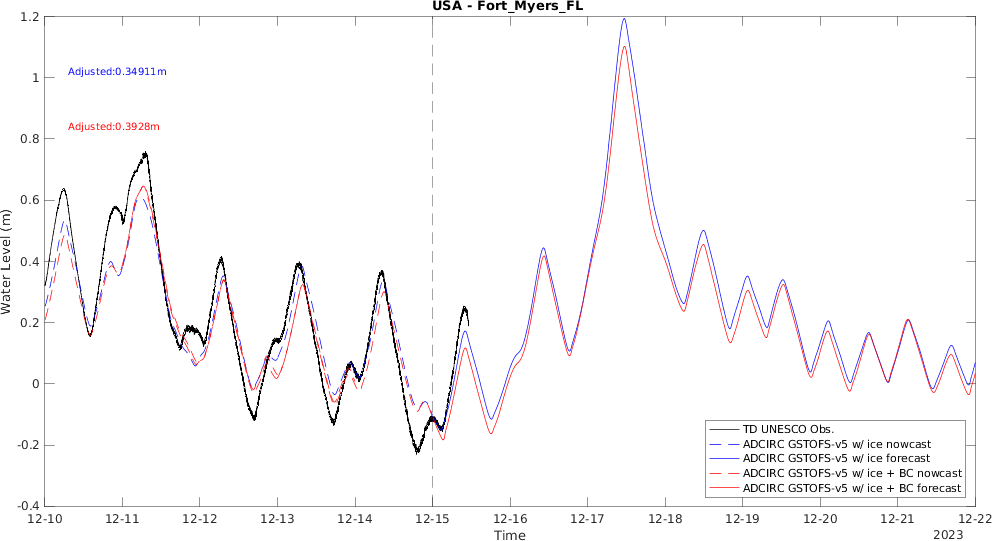 USA - Fort_Myers_FL
1.2
1
0.8
0.6
0.4
0.2
0
-0.2
-0.4
Water Level (m)
Adjusted:0.34911m
Adjusted:0.3928m
TD UNESCO Obs.
ADCIRC GSTOFS-v5 w/ ice nowcast
ADCIRC GSTOFS-v5 w/ ice forecast
ADCIRC GSTOFS-v5 w/ ice + BC nowcast
ADCIRC GSTOFS-v5 w/ ice + BC forecast
12-10 12-11 12-12 12-13 12-14 12-15 12-16 12-17 12-18 12-19 12-20 12-21 12-22
Time
2023